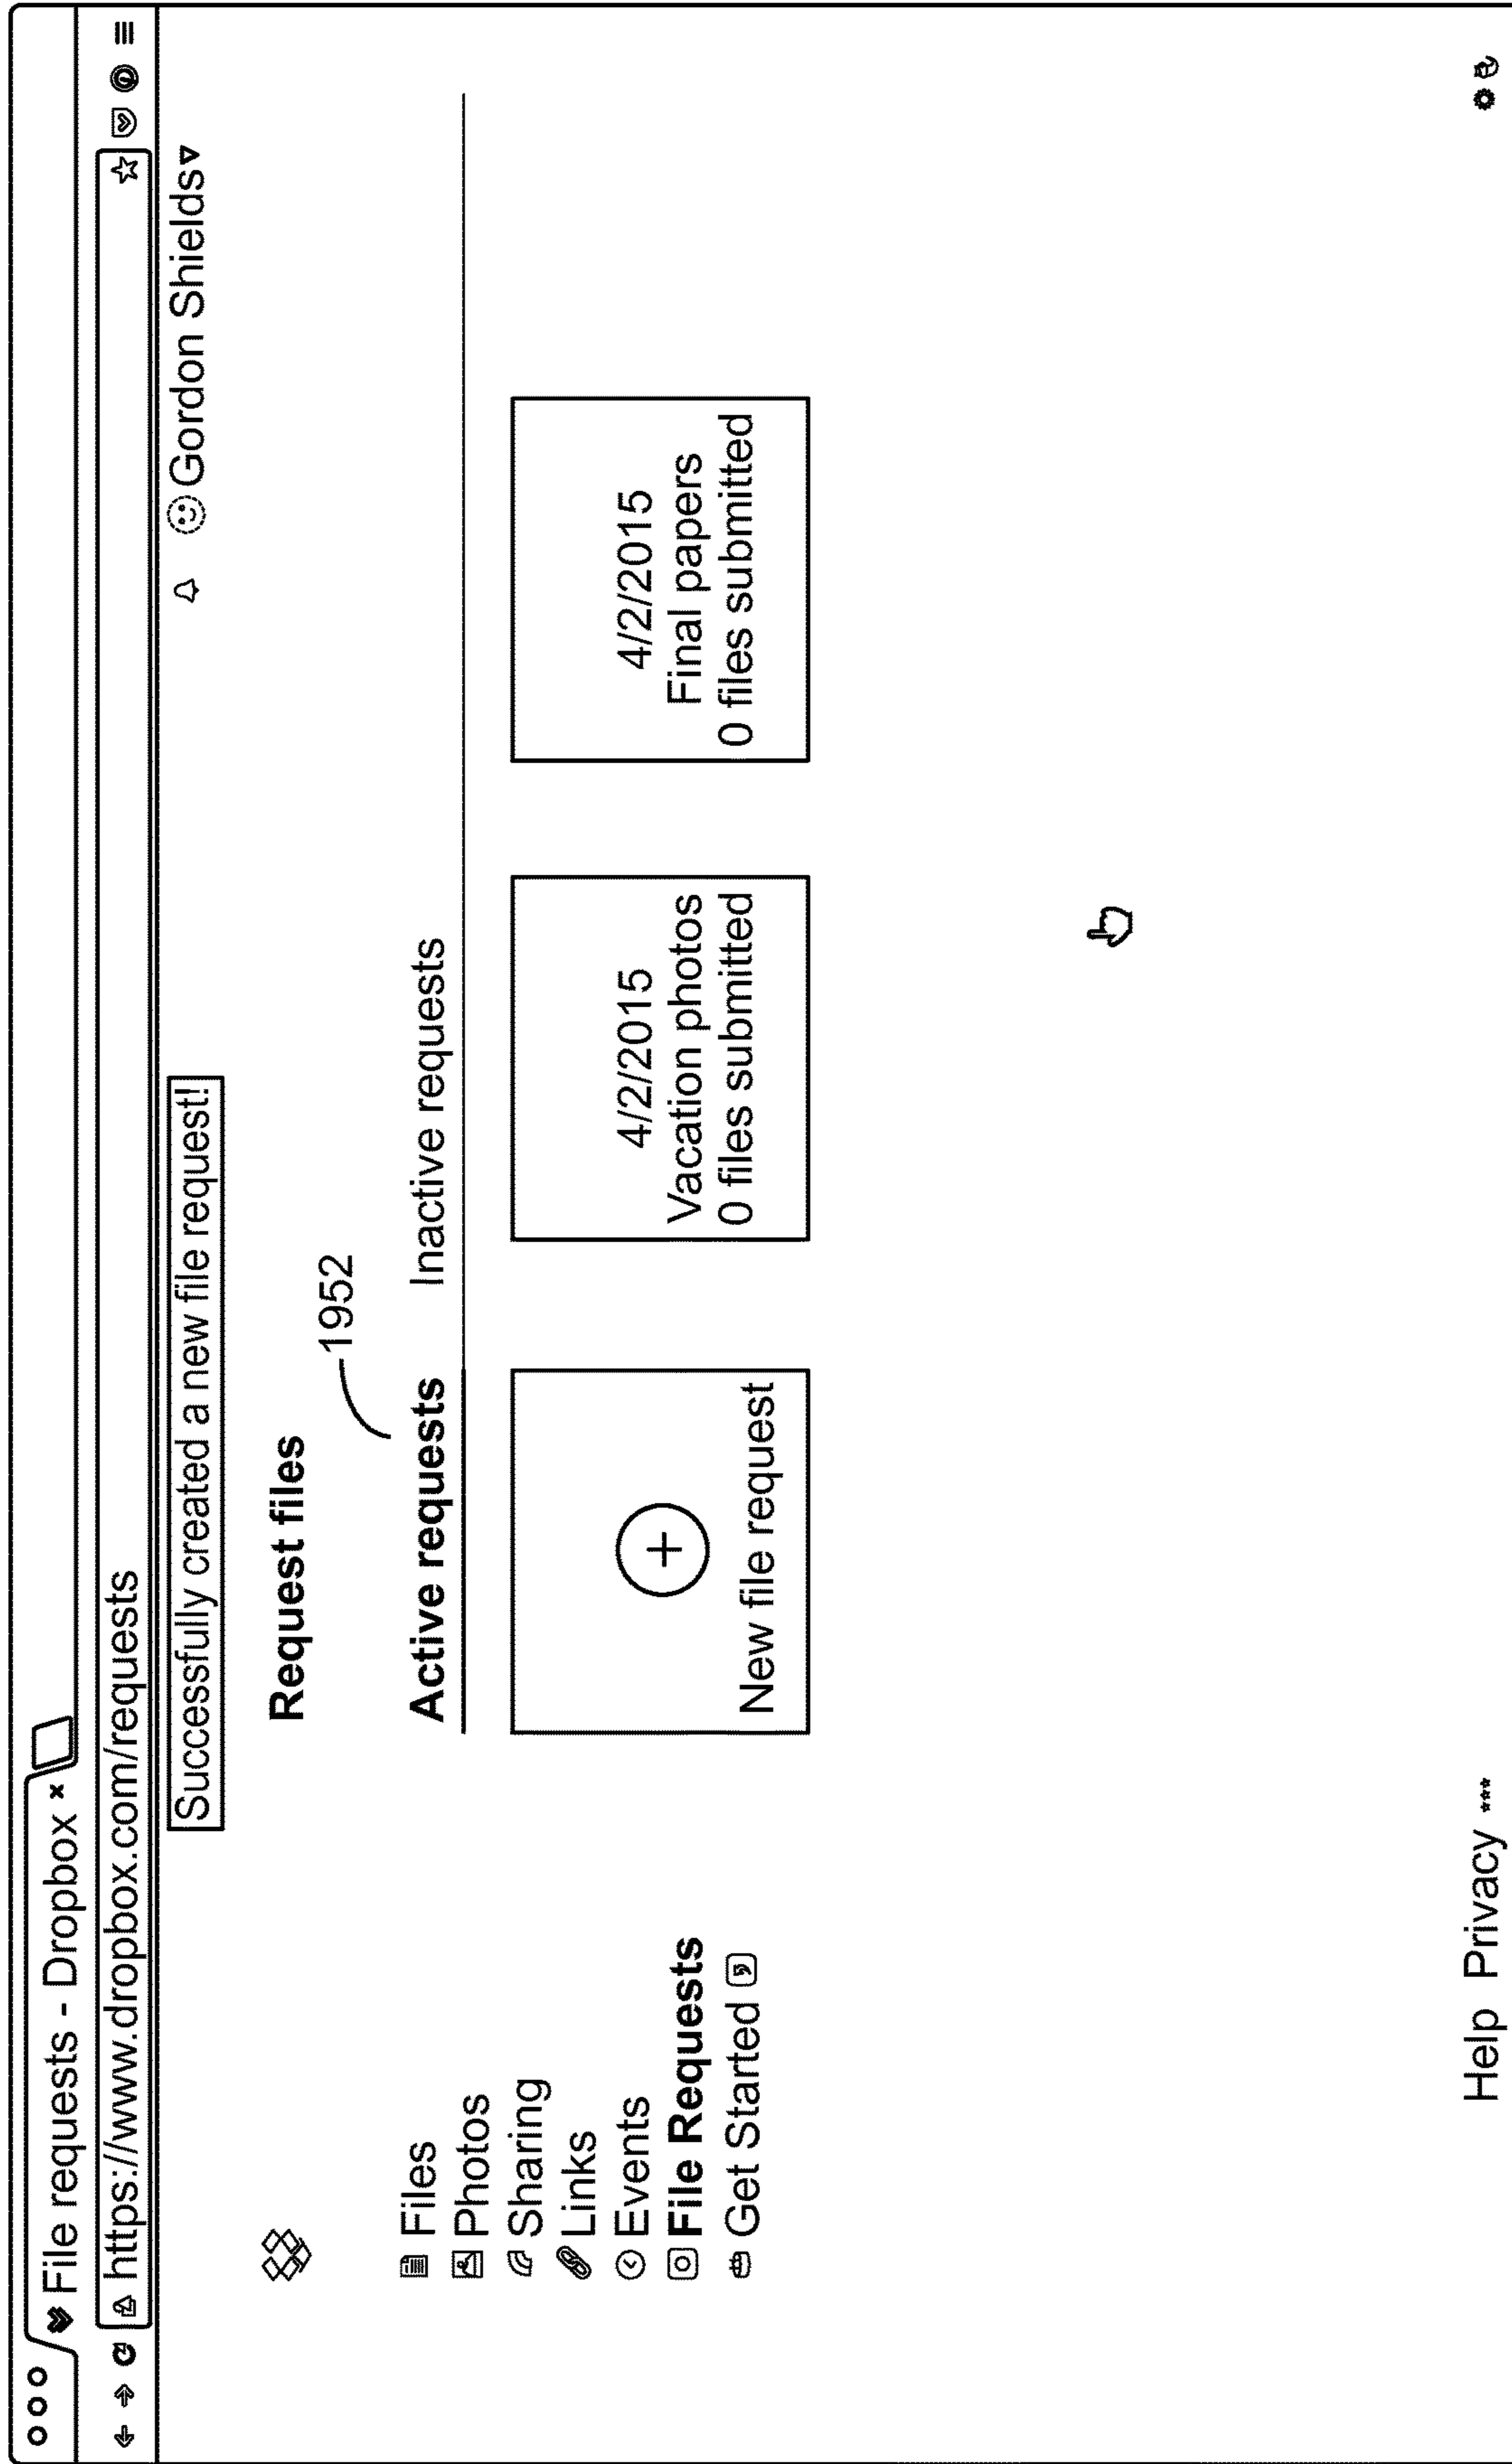 File requests - Dropbox ×
https://www.dropbox.com/requests
Successfully created a new file request!
Gordon Shields
Request files
1952
Active requests
Inactive requests
Files
Photos
Sharing
Links
Events
File Requests
Get Started
New file request
4/2/2015
Vacation photos
0 files submitted
4/2/2015
Final papers
0 files submitted
Help Privacy ***